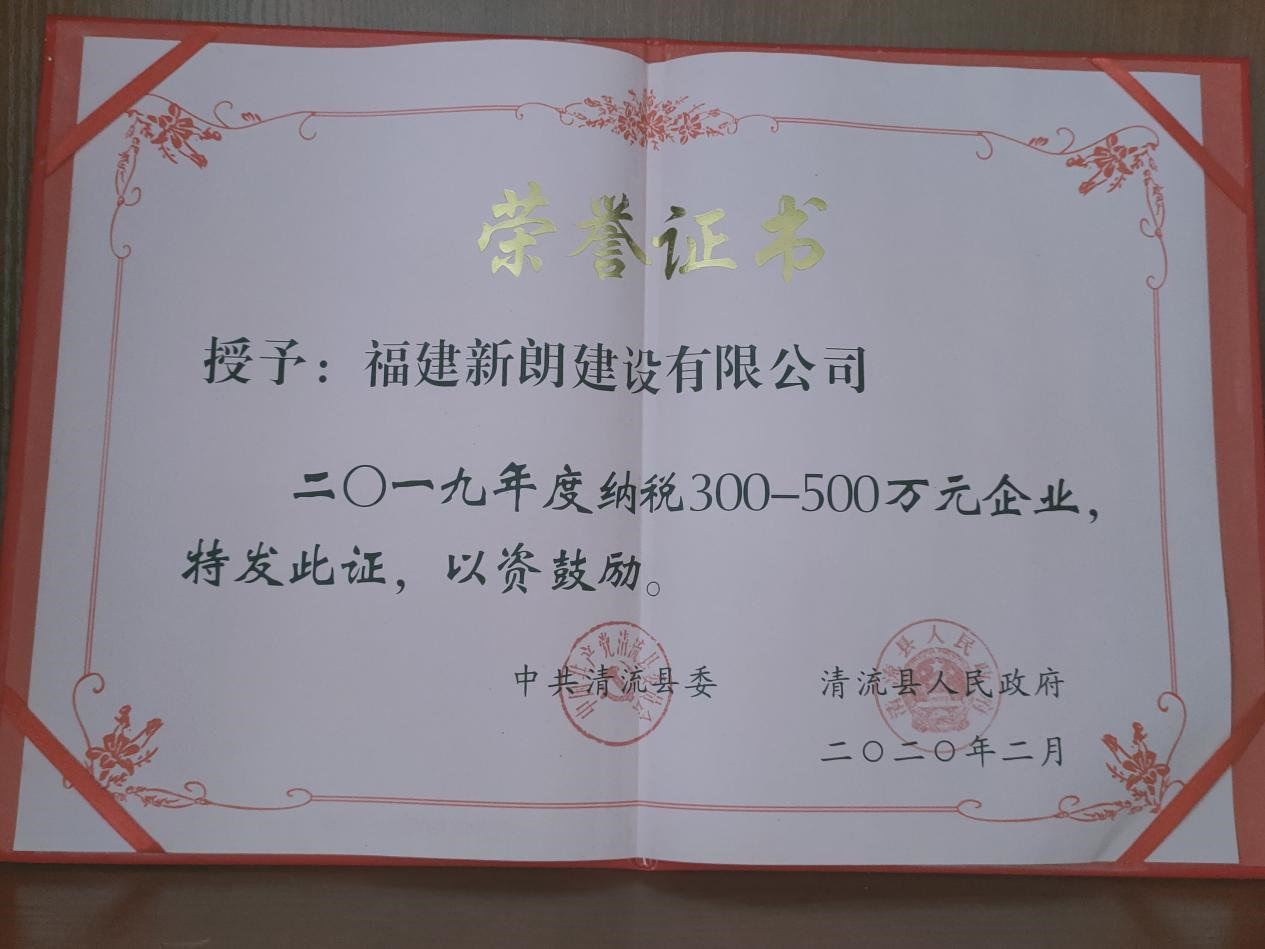 荣誉证书
授予：福建新朗建设有限公司
二〇一九年度纳税300-500万元企业，
特发此证，以资鼓励。
中共清流县委 清流县人民政府
二〇二〇年二月